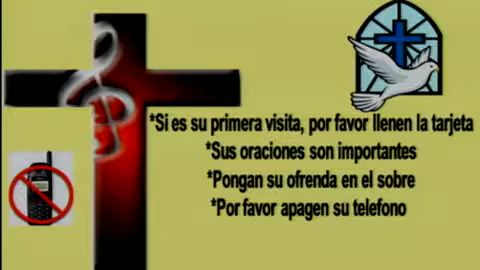 *Si es su primera visita, por favor llenen la tarjeta
*Sus oraciones son importantes
*Pongan su ofrenda en el sobre
*Por favor apagen su telefono